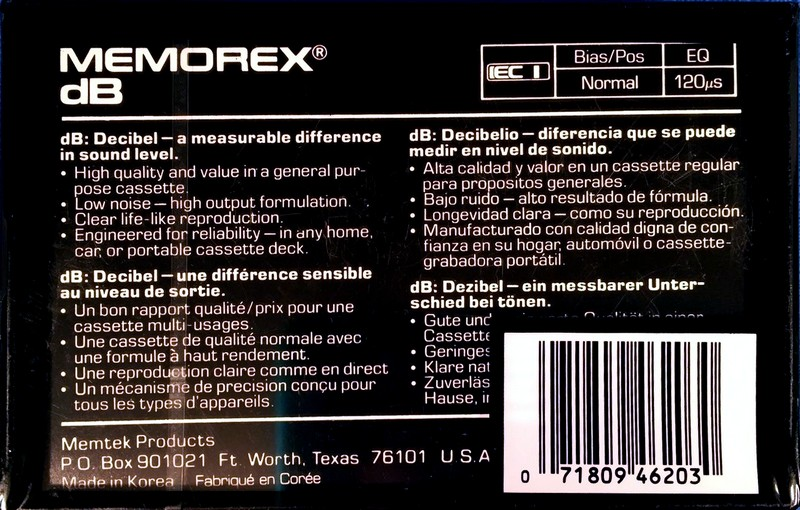 MEMOREX®
dB
IEC I
Bias/Pos EQ
Normal 120µs
dB: Decibel — a measurable difference
in sound level.
• High quality and value in a general pur-
pose cassette.
• Low noise — high output formulation.
• Clear life-like reproduction.
• Engineered for reliability — in any home,
car, or portable cassette deck.
dB: Decibel — une différence sensible
au niveau de sortie.
• Un bon rapport qualité/prix pour une
cassette multi-usages.
• Une cassette de qualité normale avec
une formule à haut rendement.
• Une reproduction claire comme en direct
• Un mécanisme de precision conçu pour
tous les types d'appareils.
dB: Decibelio — diferencia que se puede
medir en nivel de sonido.
• Alta calidad y valor en un cassette regular
para propositos generales.
• Bajo ruido — alto resultado de fórmula.
• Longevidad clara — como su reproducción.
• Manufacturado con calidad digna de con-
fianza en su hogar, automóvil o cassette-
grabadora portátil.
dB: Dezibel — ein messbarer Unter-
schied bei tönen.
• Gute und Qualität in einer
Cassette
• Geringes
• Klare nat
• Zuverläs
Hause, in
Memtek Products
P.O. Box 901021 Ft. Worth, Texas 76101 U.S.A
Made in Korea Fabriqué en Corée
0 71809 46203